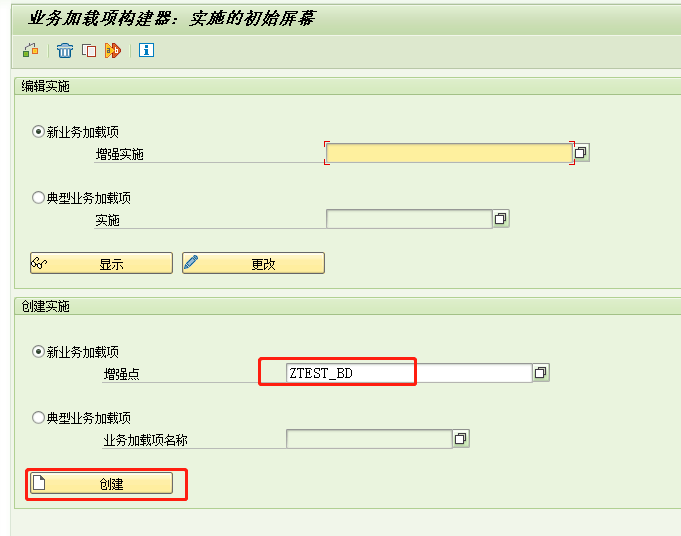 业务加载项构建器：实施的初始屏幕
编辑实施
新业务加载项
增强实施
典型业务加载项
实施
显示 更改
创建实施
新业务加载项
增强点 ZTEST_BD
典型业务加载项
业务加载项名称
创建